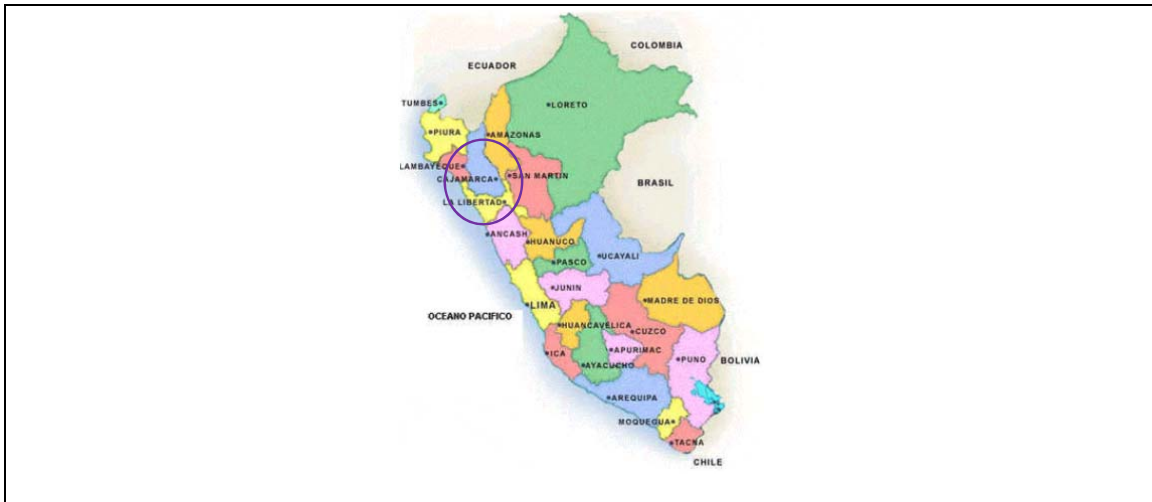 COLOMBIA
ECUADOR
LORETO
TUMBES
PIURA
AMAZONAS
LAMBAYEQUE
CAJAMARCA
SAN MARTIN
BRASIL
LA LIBERTAD
ANCASH
HUANUCO
UCAYALI
PASCO
JUNIN
MADRE DE DIOS
LIMA
OCEANO PACIFICO
HUANCAVELICA
CUZCO
ICA
APURIMAC
PUNO
BOLIVIA
AYACUCHO
AREQUIPA
MOQUEGUA
TACNA
CHILE